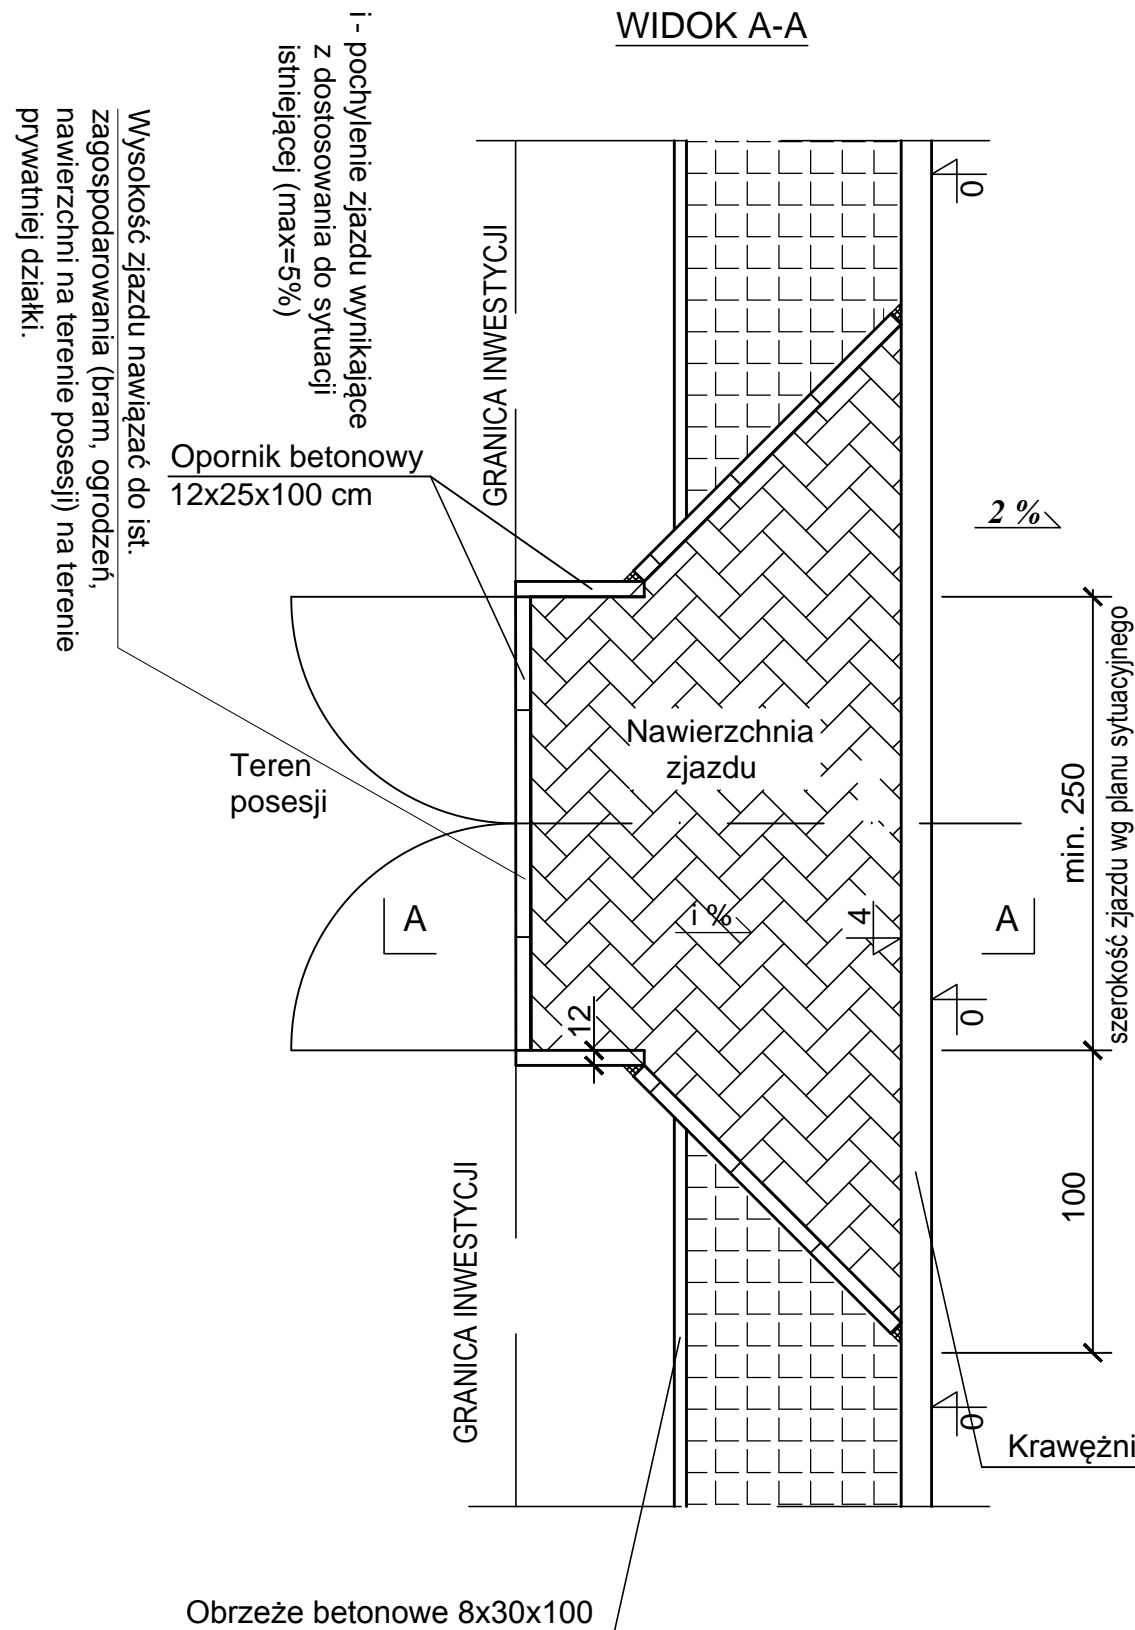 WIDOK A-A
i - pochylenie zjazdu wynikające
z dostosowania do sytuacji
istniejącej (max=5%)
Wysokość zjazdu nawiązać do ist.
zagospodarowania (bram, ogrodzeń,
nawierzchni na terenie posesji) na terenie
prywatniej działki.
GRANICA INWESTYCJI
0
Opornik betonowy
12x25x100 cm
2 %
Nawierzchnia
zjazdu
Teren
posesji
min. 250
szerokość zjazdu wg planu sytuacyjnego
A
i %
4
A
0
12
100
GRANICA INWESTYCJI
0
Krawężni
Obrzeże betonowe 8x30x100